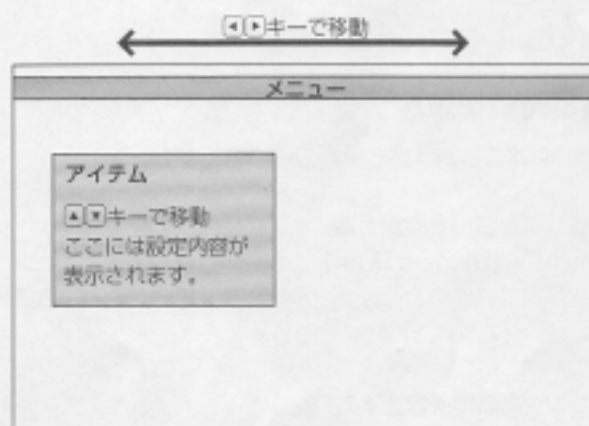 ◀▶キーで移動
メニュー
アイテム
▲▼キーで移動
ここには設定内容が
表示されます。